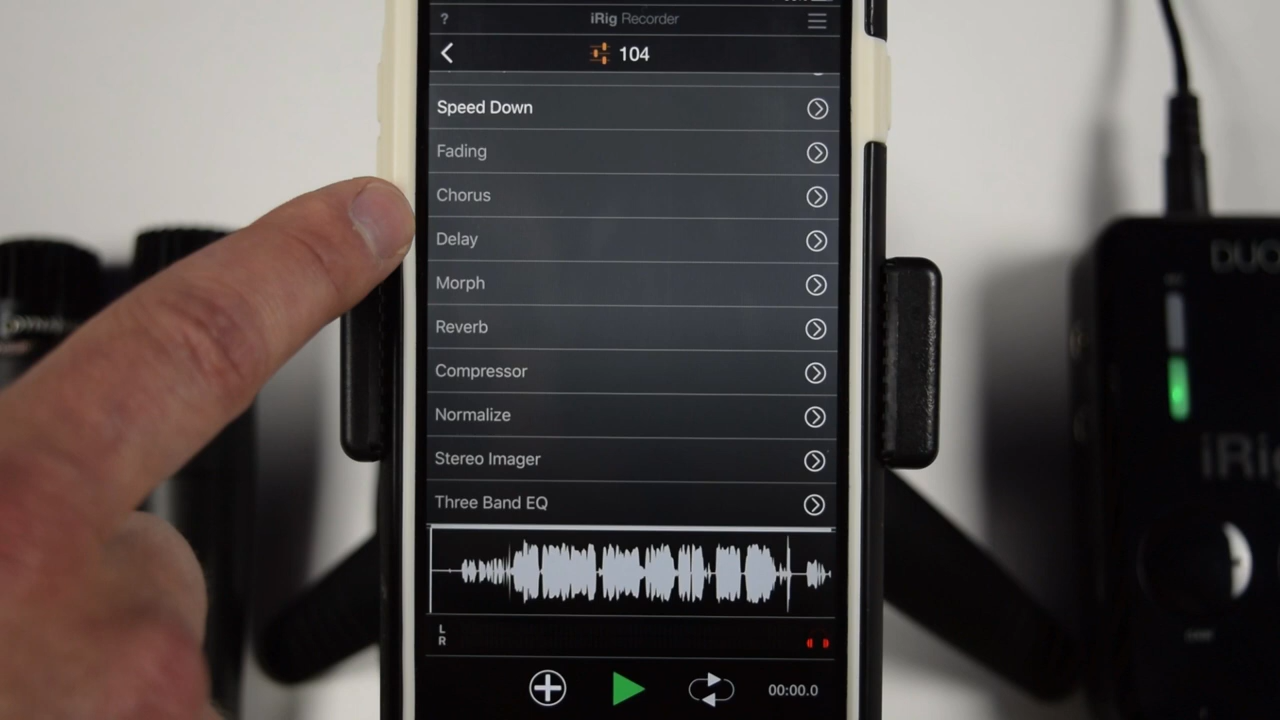 ? iRig Recorder
104
Speed Down
Fading
Chorus
Delay
Morph
Reverb
Compressor
Normalize
Stereo Imager
Three Band EQ
L
R
00:00.0
DUO
iRig